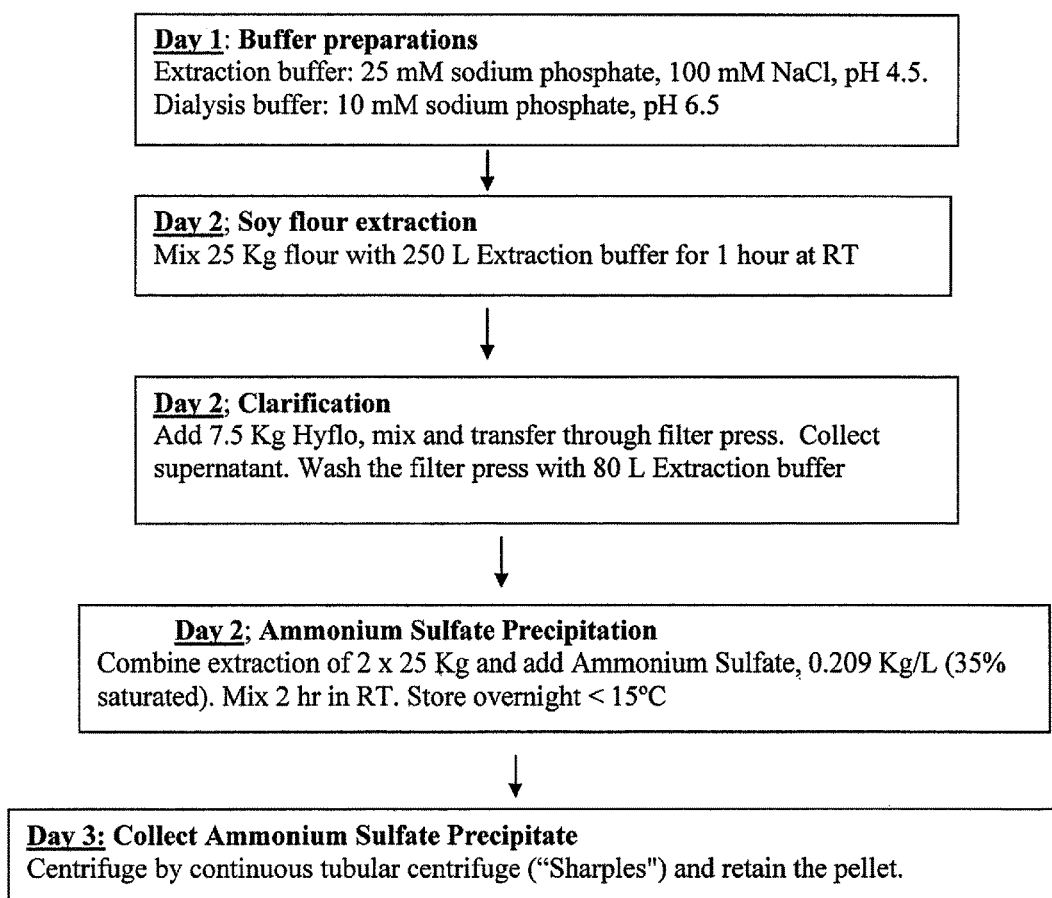 Day 1: Buffer preparations
Extraction buffer: 25 mM sodium phosphate, 100 mM NaCl, pH 4.5.
Dialysis buffer: 10 mM sodium phosphate, pH 6.5
Day 2; Soy flour extraction
Mix 25 Kg flour with 250 L Extraction buffer for 1 hour at RT
Day 2; Clarification
Add 7.5 Kg Hyflo, mix and transfer through filter press. Collect
supernatant. Wash the filter press with 80 L Extraction buffer
Day 2; Ammonium Sulfate Precipitation
Combine extraction of 2 x 25 Kg and add Ammonium Sulfate, 0.209 Kg/L (35%
saturated). Mix 2 hr in RT. Store overnight < 15ºC
Day 3: Collect Ammonium Sulfate Precipitate
Centrifuge by continuous tubular centrifuge (“Sharples") and retain the pellet.